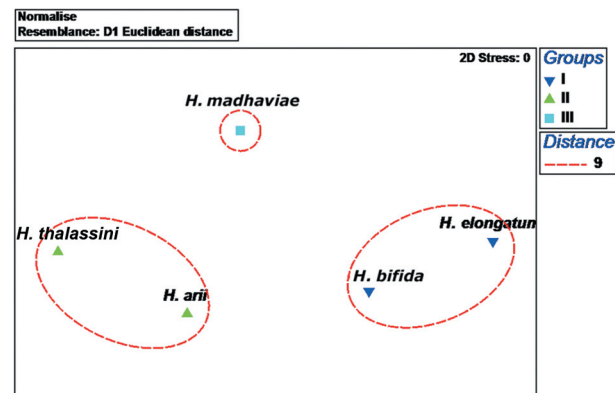 Normalise
Resemblance: D1 Euclidean distance
2D Stress: 0
Groups
I
II
III
Distance
9
H. madhaviae
H. thalassini
H. elongatun
H. bifida
H. arii